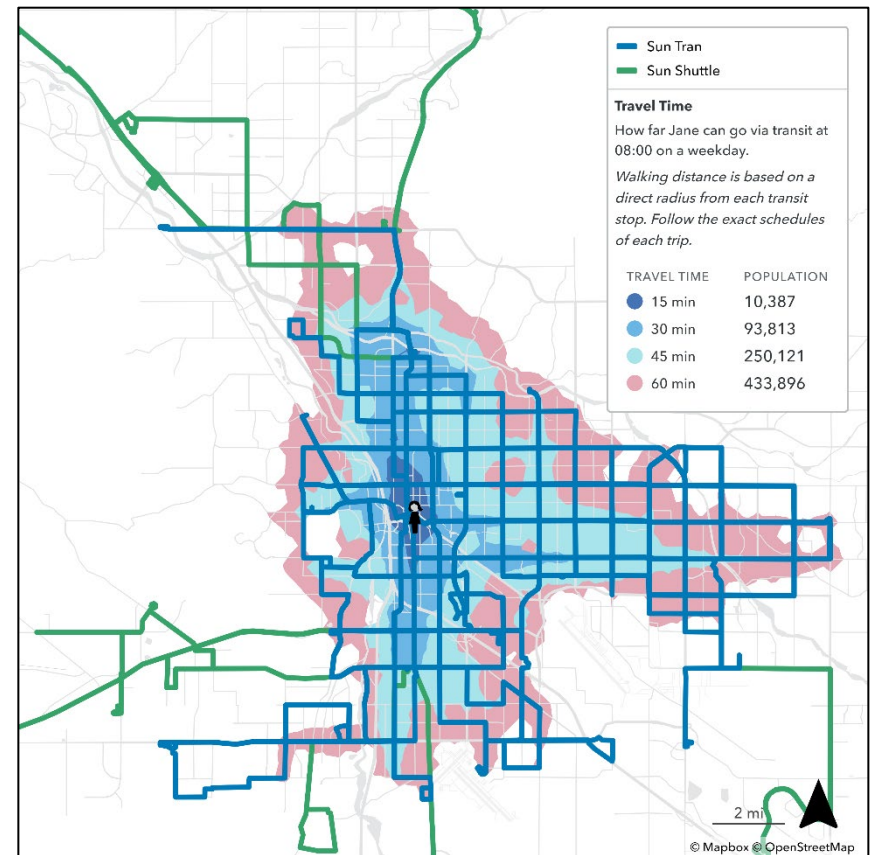 Sun Tran
Sun Shuttle
Travel Time
How far Jane can go via transit at
08:00 on a weekday.
Walking distance is based on a
direct radius from each transit
stop. Follow the exact schedules
of each trip.
TRAVEL TIME POPULATION
15 min 10,387
30 min 93,813
45 min 250,121
60 min 433,896
2 mi
© Mapbox © OpenStreetMap